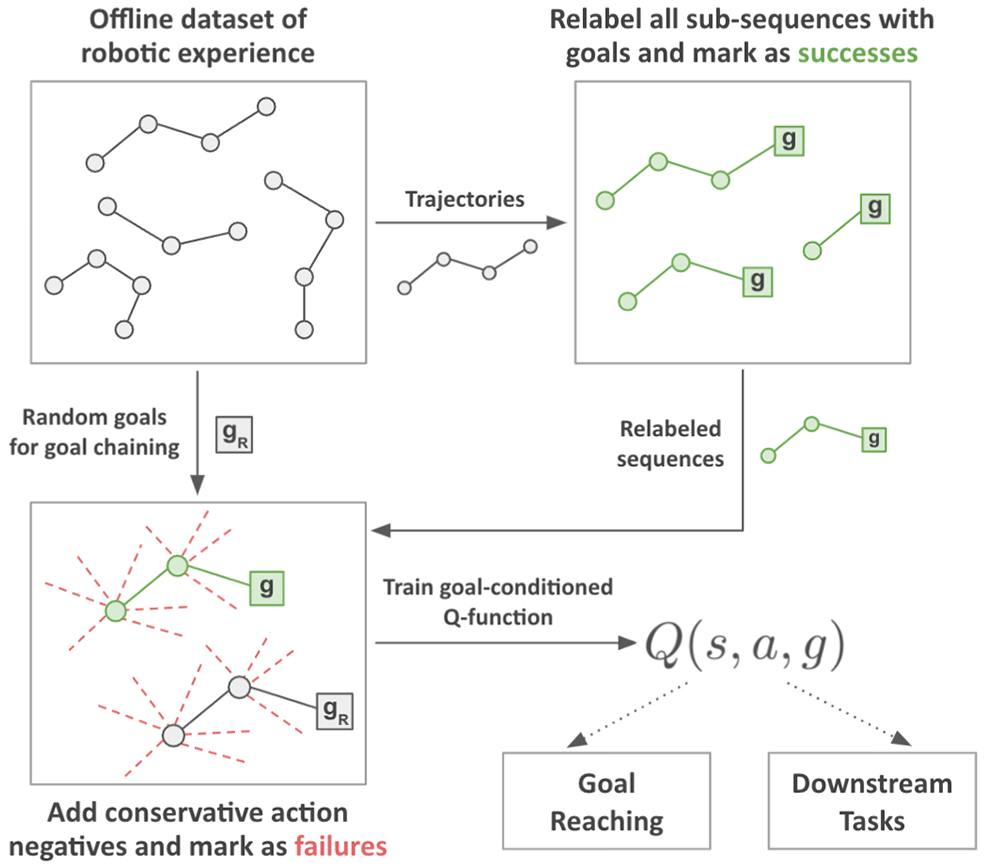 Offline dataset of
robotic experience
Relabel all sub-sequences with
goals and mark as successes
Trajectories
g
g
g
Random goals
for goal chaining
gR
Relabeled
sequences
g
g
gR
Train goal-conditioned
Q-function
Q(s, a, g)
Goal
Reaching
Downstream
Tasks
Add conservative action
negatives and mark as failures